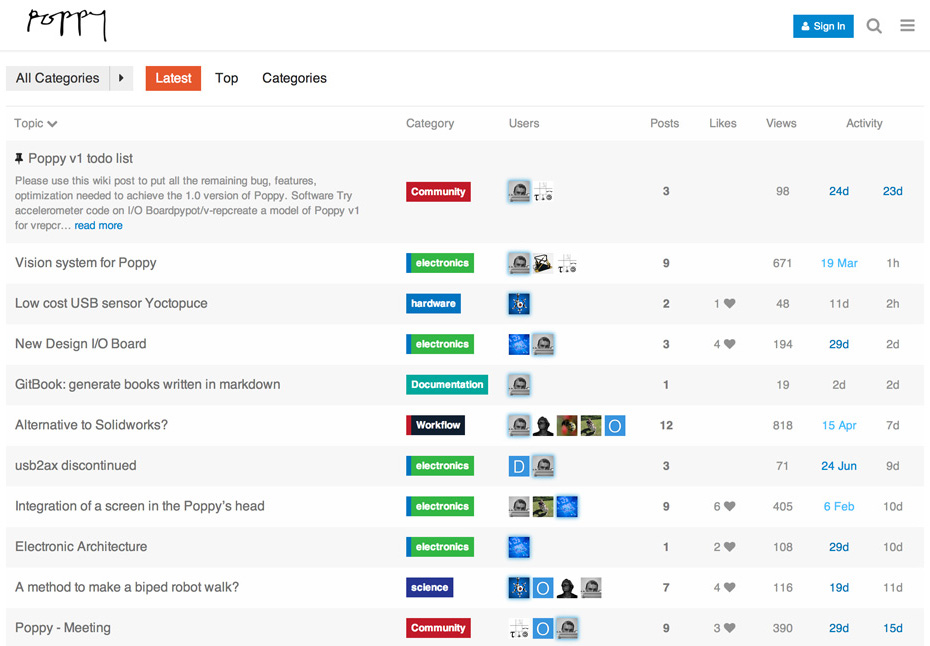 Poppy
Sign In
All Categories Latest Top Categories
Topic Category Users Posts Likes Views Activity
Poppy v1 todo list
Please use this wiki post to put all the remaining bug, features,
optimization needed to achieve the 1.0 version of Poppy. Software Try
accelerometer code on I/O Boardpypot/v-repcreate a model of Poppy v1
for vrepcr… read more
Community 3 98 24d 23d
Vision system for Poppy electronics 9 671 19 Mar 1h
Low cost USB sensor Yoctopuce hardware 2 1 48 11d 2h
New Design I/O Board electronics 3 4 194 29d 2d
GitBook: generate books written in markdown Documentation 1 19 2d 2d
Alternative to Solidworks? Workflow O 12 818 15 Apr 7d
usb2ax discontinued electronics D 3 71 24 Jun 9d
Integration of a screen in the Poppy's head electronics 9 6 405 6 Feb 10d
Electronic Architecture electronics 1 2 108 29d 10d
A method to make a biped robot walk? science O 7 4 116 19d 11d
Poppy - Meeting Community O 9 3 390 29d 15d